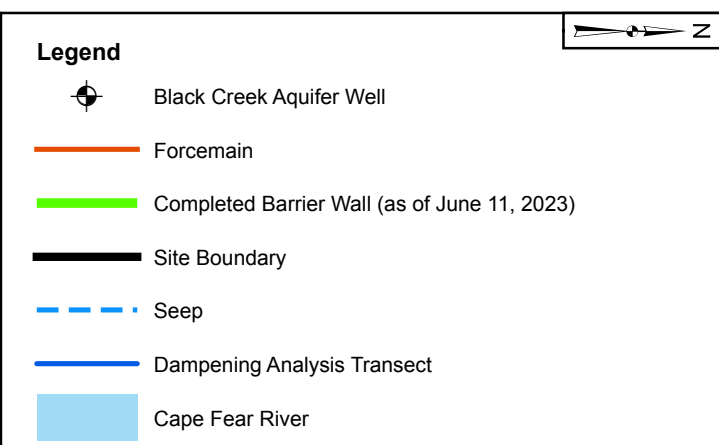 Legend
N
Black Creek Aquifer Well
Forcemain
Completed Barrier Wall (as of June 11, 2023)
Site Boundary
Seep
Dampening Analysis Transect
Cape Fear River